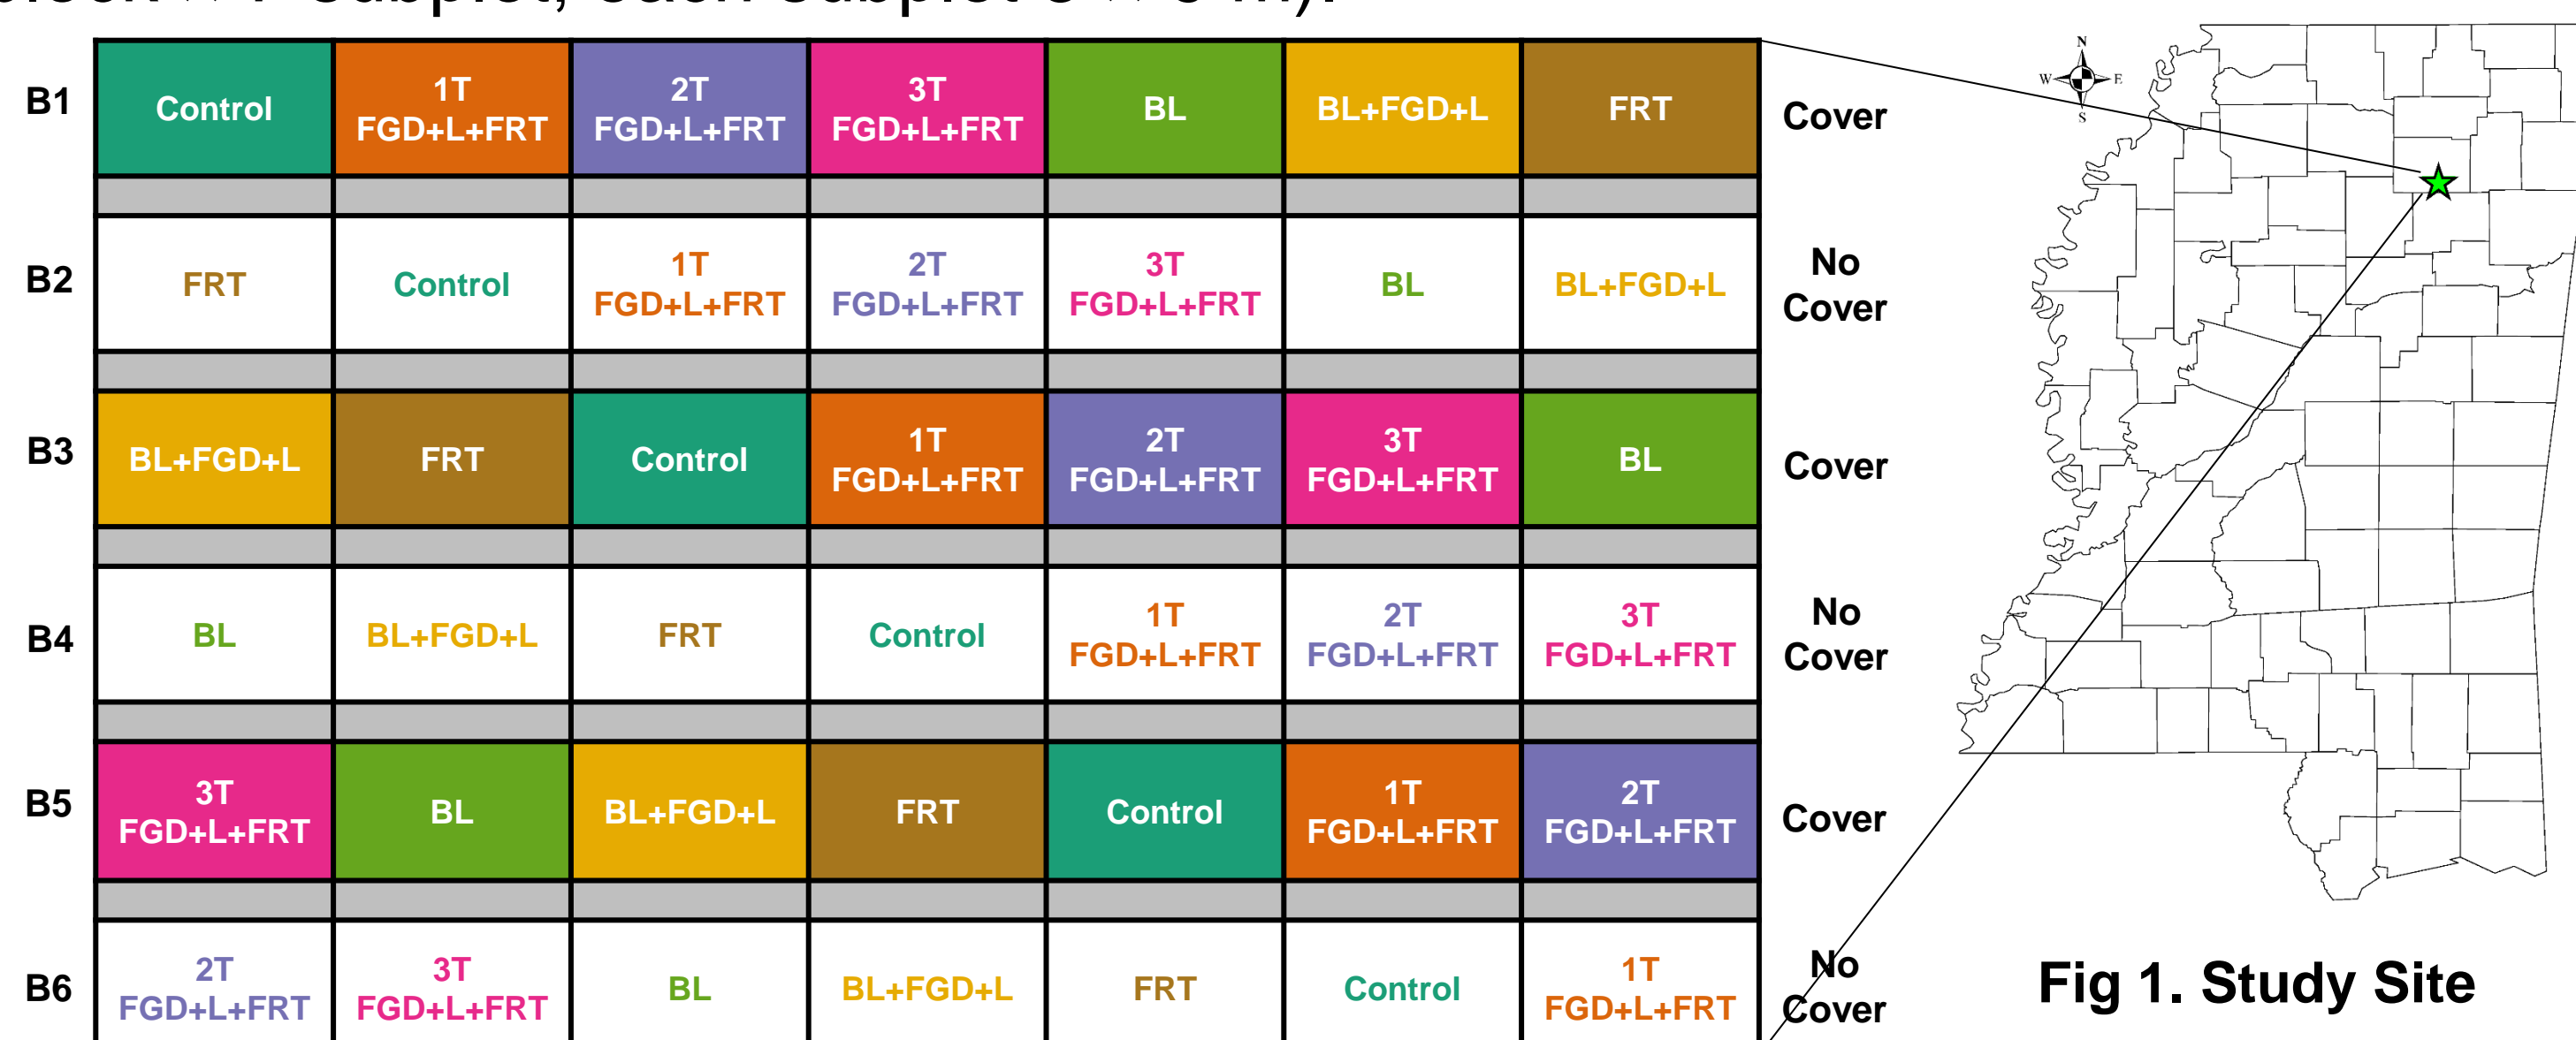 B1
Control
1T
FGD+L+FRT
2T
FGD+L+FRT
3T
FGD+L+FRT
BL
BL+FGD+L
FRT
Cover
B2
FRT
Control
1T
FGD+L+FRT
2T
FGD+L+FRT
3T
FGD+L+FRT
BL
BL+FGD+L
No
Cover
B3
BL+FGD+L
FRT
Control
1T
FGD+L+FRT
2T
FGD+L+FRT
3T
FGD+L+FRT
BL
Cover
B4
BL
BL+FGD+L
FRT
Control
1T
FGD+L+FRT
2T
FGD+L+FRT
3T
FGD+L+FRT
No
Cover
B5
3T
FGD+L+FRT
BL
BL+FGD+L
FRT
Control
1T
FGD+L+FRT
2T
FGD+L+FRT
Cover
B6
2T
FGD+L+FRT
3T
FGD+L+FRT
BL
BL+FGD+L
FRT
Control
1T
FGD+L+FRT
No
Cover
N
W
E
S
Fig 1. Study Site